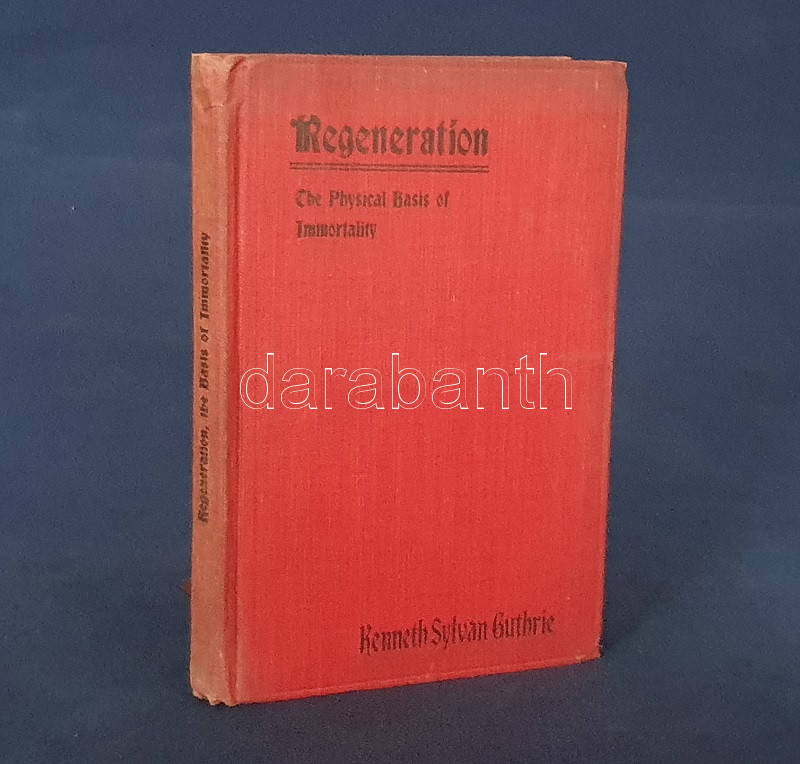 Regeneration
The Physical Basis of
Immortality
Kenneth Sylvan Guthrie
Regeneration, the Basis of Immortality
darabanth